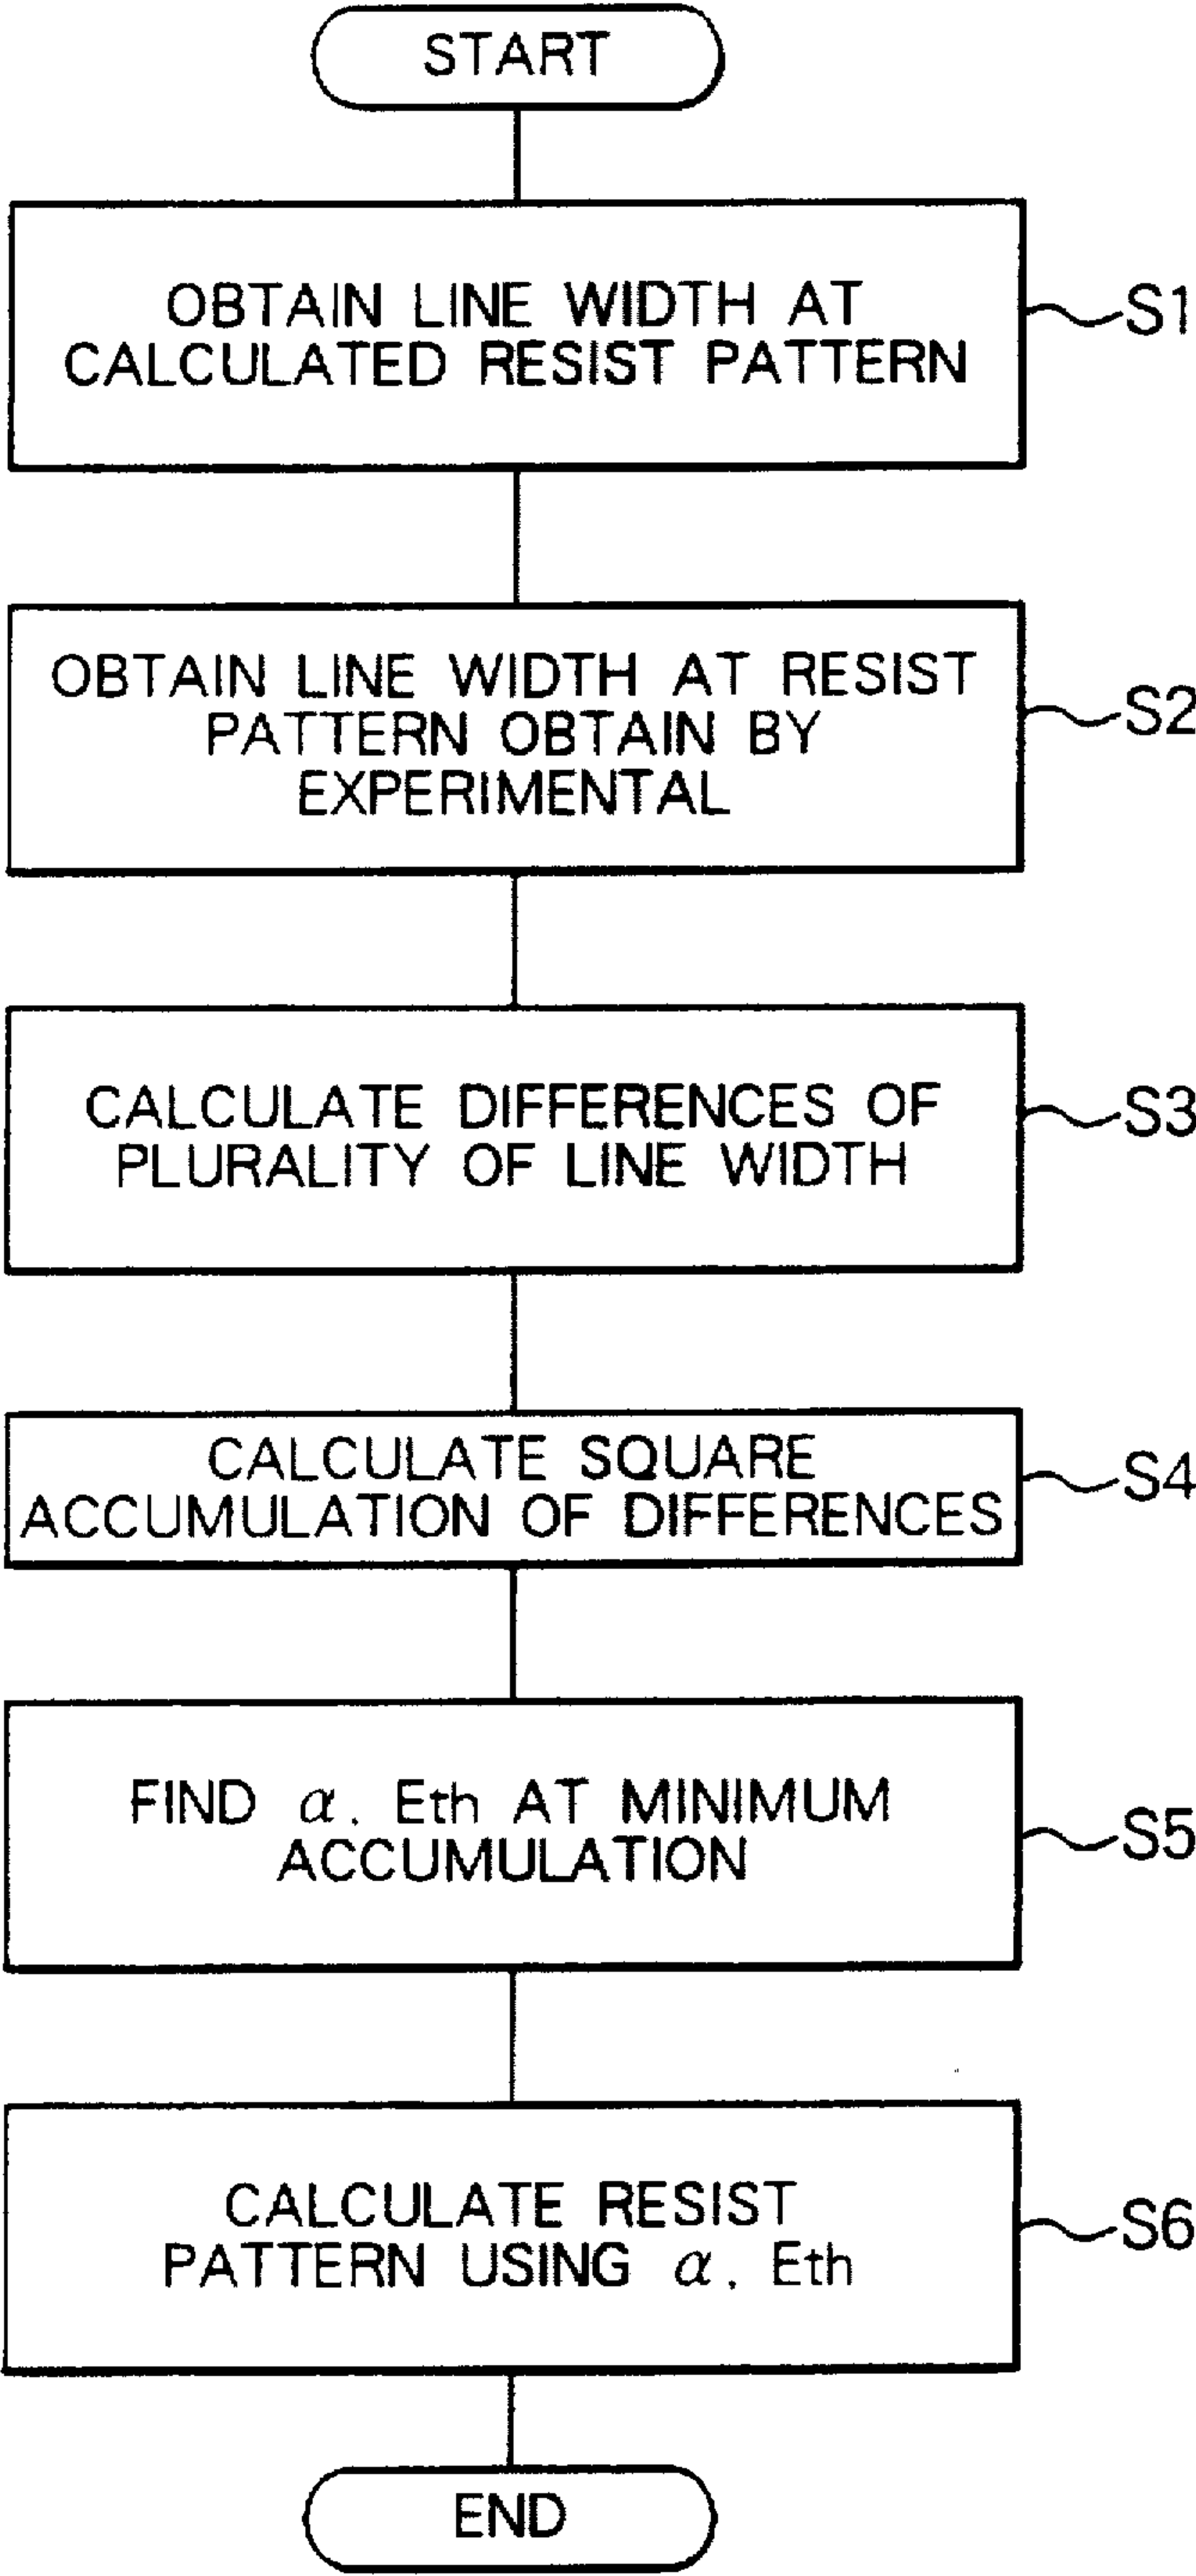 START
OBTAIN LINE WIDTH AT
CALCULATED RESIST PATTERN
S1
OBTAIN LINE WIDTH AT RESIST
PATTERN OBTAIN BY
EXPERIMENTAL
S2
CALCULATE DIFFERENCES OF
PLURALITY OF LINE WIDTH
S3
CALCULATE SQUARE
ACCUMULATION OF DIFFERENCES
S4
FIND α. Eth AT MINIMUM
ACCUMULATION
S5
CALCULATE RESIST
PATTERN USING α. Eth
S6
END